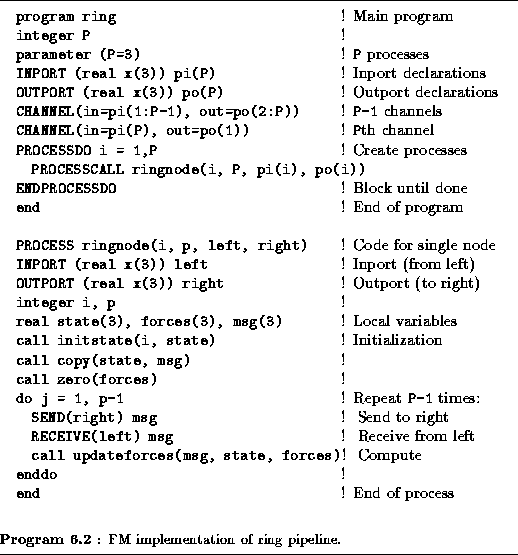 program ring ! Main program
integer P !
parameter (P=3) ! P processes
INPORT (real x(3)) pi(P) ! Inport declarations
OUTPORT (real x(3)) po(P) ! Outport declarations
CHANNEL(in=pi(1:P-1), out=po(2:P)) ! P-1 channels
CHANNEL(in=pi(P), out=po(1)) ! Pth channel
PROCESSDO i = 1,P ! Create processes
PROCESSCALL ringnode(i, P, pi(i), po(i))
ENDPROCESSDO ! Block until done
end ! End of program
PROCESS ringnode(i, p, left, right) ! Code for single node
INPORT (real x(3)) left ! Inport (from left)
OUTPORT (real x(3)) right ! Outport (to right)
integer i, p !
real state(3), forces(3), msg(3) ! Local variables
call initstate(i, state) ! Initialization
call copy(state, msg) !
call zero(forces) !
do j = 1, p-1 ! Repeat P-1 times:
SEND(right) msg ! Send to right
RECEIVE(left) msg ! Receive from left
call updateforces(msg, state, forces)! Compute
enddo !
end ! End of process
Program 6.2 : FM implementation of ring pipeline.